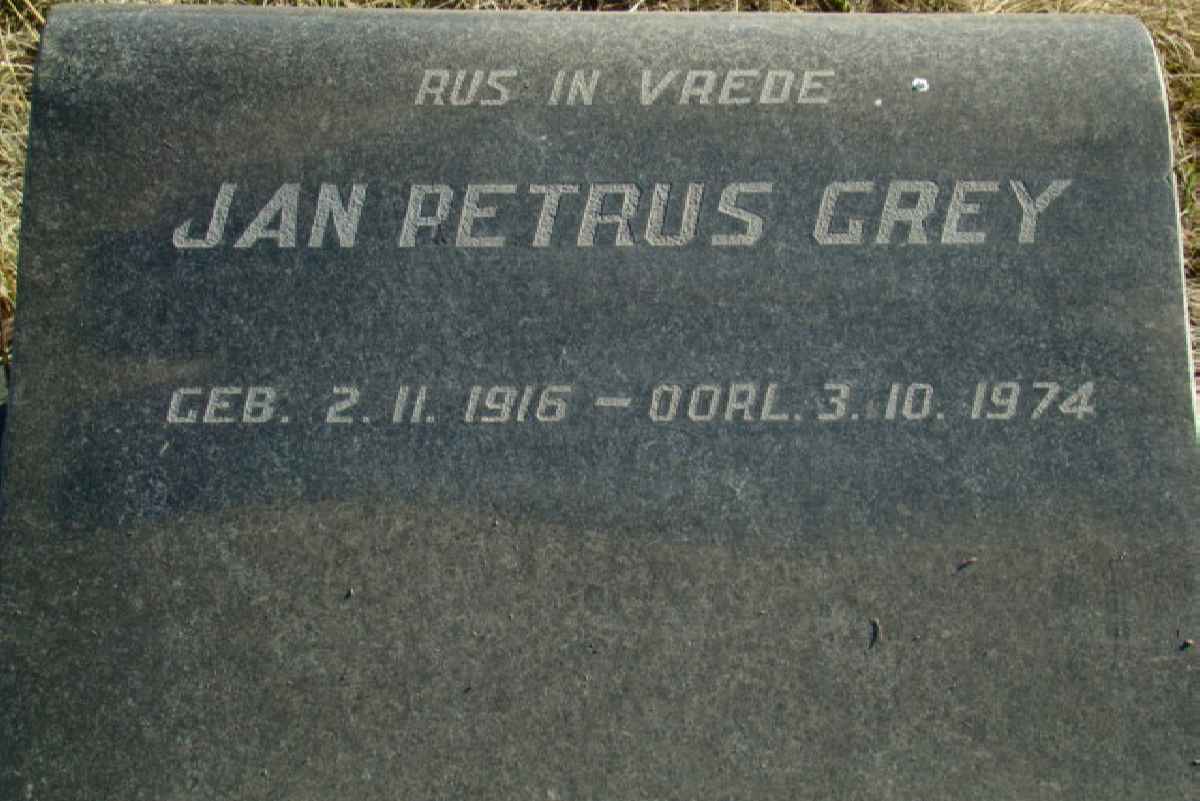 RUS IN VREDE
JAN PETRUS GREY
GEB. 2.11.1916 – OORL. 3.10.1974